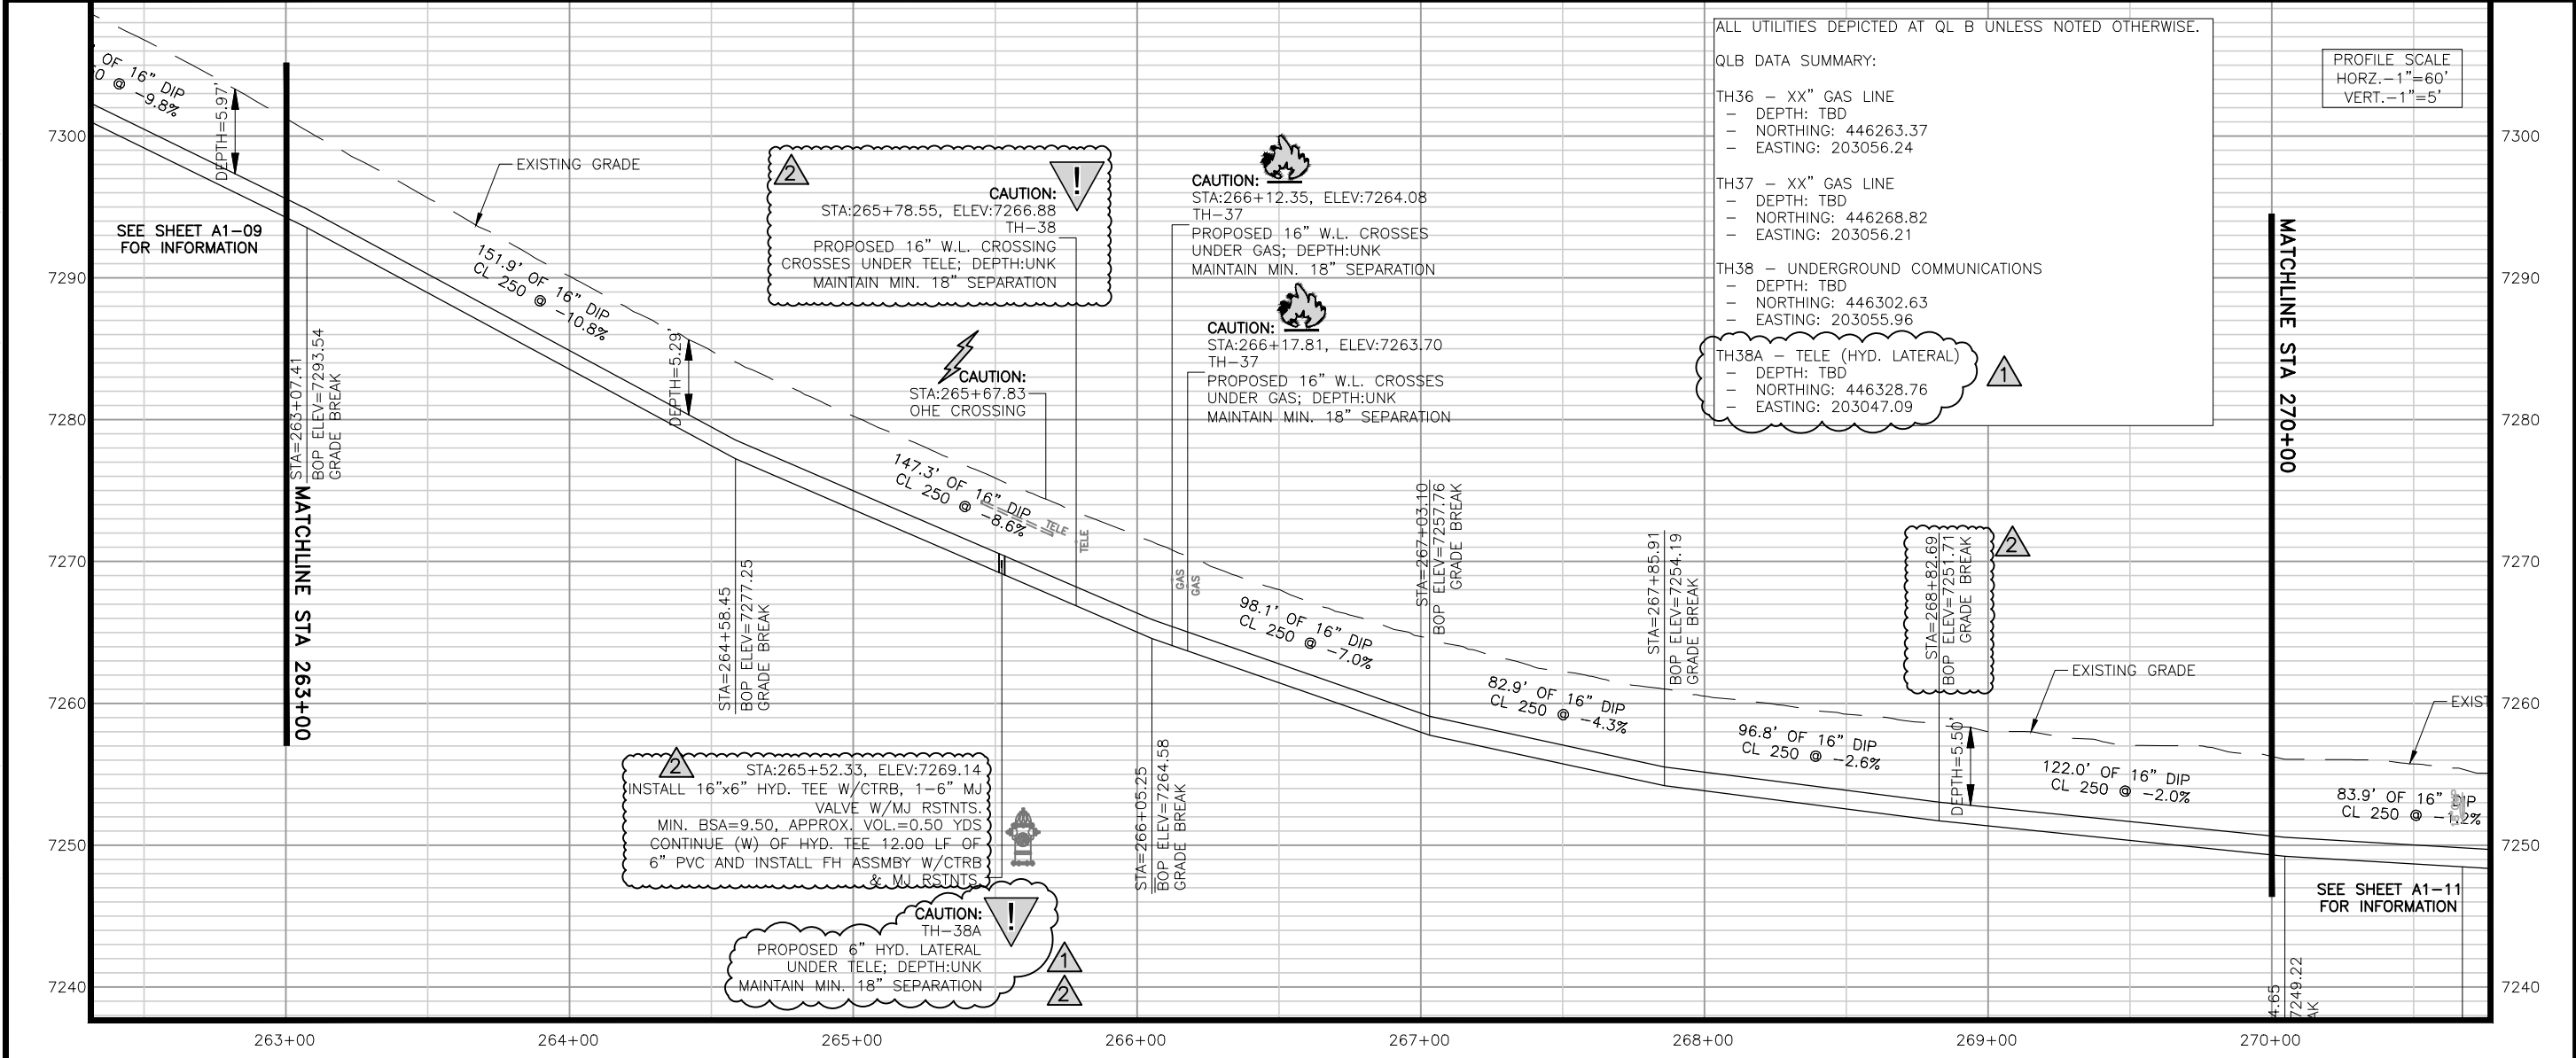 OF 16" DIP
0 @ -9.8%
DEPTH=5.97'
7300
7290
7280
7270
7260
7250
7240
SEE SHEET A1-09
FOR INFORMATION
STA=263+07.41
BOP ELEV=7293.54
GRADE BREAK
MATCHLINE STA 263+00
EXISTING GRADE
151.9' OF 16" DIP
CL 250 @ -10.8%
DEPTH=5.29'
STA=264+58.45
BOP ELEV=7277.25
GRADE BREAK
2
!
CAUTION:
STA:265+78.55, ELEV:7266.88
TH-38
PROPOSED 16" W.L. CROSSING
CROSSES UNDER TELE; DEPTH:UNK
MAINTAIN MIN. 18" SEPARATION
CAUTION:
STA:265+67.83
OHE CROSSING
147.3' OF 16" DIP
CL 250 @ -8.6%
TELE
TELE
2
STA:265+52.33, ELEV:7269.14
INSTALL 16"x6" HYD. TEE W/CTRB, 1-6" MJ
VALVE W/MJ RSTNTS.
MIN. BSA=9.50, APPROX. VOL.=0.50 YDS
CONTINUE (W) OF HYD. TEE 12.00 LF OF
6" PVC AND INSTALL FH ASSMBY W/CTRB
& MJ RSTNTS.
!
CAUTION:
TH-38A
PROPOSED 6" HYD. LATERAL
UNDER TELE; DEPTH:UNK
MAINTAIN MIN. 18" SEPARATION
1
2
CAUTION:
STA:266+12.35, ELEV:7264.08
TH-37
PROPOSED 16" W.L. CROSSES
UNDER GAS; DEPTH:UNK
MAINTAIN MIN. 18" SEPARATION
CAUTION:
STA:266+17.81, ELEV:7263.70
TH-37
PROPOSED 16" W.L. CROSSES
UNDER GAS; DEPTH:UNK
MAINTAIN MIN. 18" SEPARATION
GAS
GAS
STA=266+05.25
BOP ELEV=7264.58
GRADE BREAK
98.1' OF 16" DIP
CL 250 @ -7.0%
STA=267+03.10
BOP ELEV=7257.76
GRADE BREAK
82.9' OF 16" DIP
CL 250 @ -4.3%
STA=267+85.91
BOP ELEV=7254.19
GRADE BREAK
96.8' OF 16" DIP
CL 250 @ -2.6%
STA=268+82.69
BOP ELEV=7251.71
GRADE BREAK
2
DEPTH=5.50'
EXISTING GRADE
122.0' OF 16" DIP
CL 250 @ -2.0%
ALL UTILITIES DEPICTED AT QL B UNLESS NOTED OTHERWISE.
QLB DATA SUMMARY:
TH36 - XX" GAS LINE
- DEPTH: TBD
- NORTHING: 446263.37
- EASTING: 203056.24
TH37 - XX" GAS LINE
- DEPTH: TBD
- NORTHING: 446268.82
- EASTING: 203056.21
TH38 - UNDERGROUND COMMUNICATIONS
- DEPTH: TBD
- NORTHING: 446302.63
- EASTING: 203055.96
TH38A - TELE (HYD. LATERAL)
- DEPTH: TBD
- NORTHING: 446328.76
- EASTING: 203047.09
1
PROFILE SCALE
HORZ.-1"=60'
VERT.-1"=5'
MATCHLINE STA 270+00
EXIST
83.9' OF 16" DIP
CL 250 @ -1.2%
SEE SHEET A1-11
FOR INFORMATION
4.65
7249.22
AK
7300
7290
7280
7270
7260
7250
7240
263+00
264+00
265+00
266+00
267+00
268+00
269+00
270+00